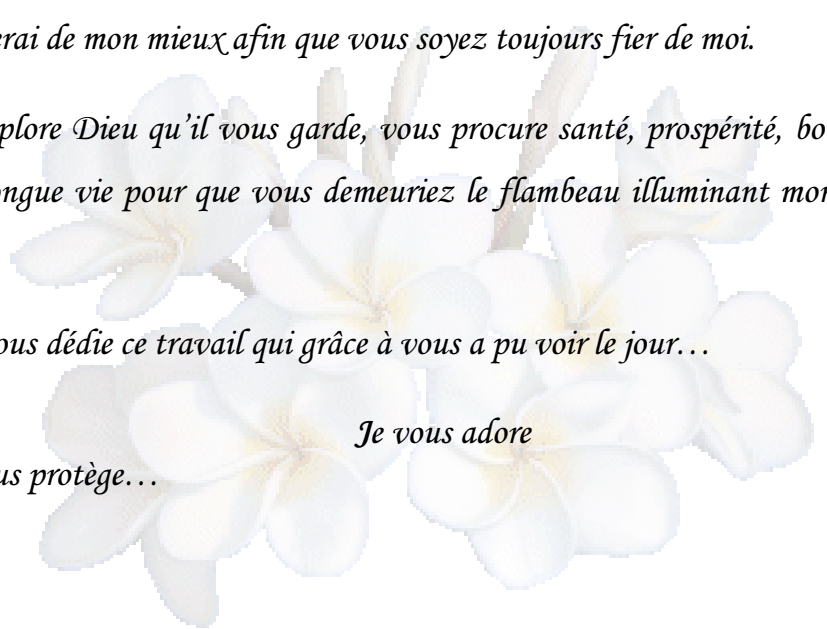 erai de mon mieux afin que vous soyez toujours fier de moi.
plore Dieu qu’il vous garde, vous procure santé, prospérité, bo
ongue vie pour que vous demeuriez le flambeau illuminant mon
ous dédie ce travail qui grâce à vous a pu voir le jour…
Je vous adore
us protège…